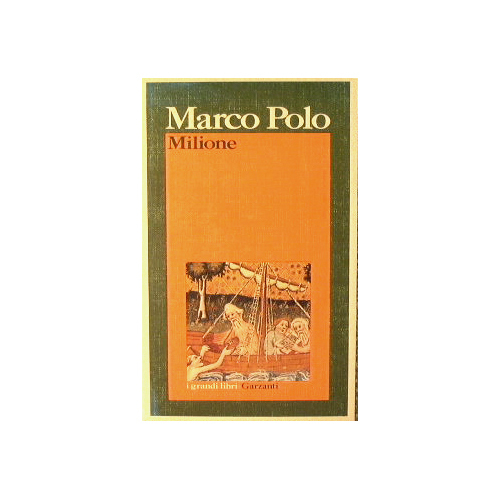 Marco Polo
Milione
i grandi libri Garzanti